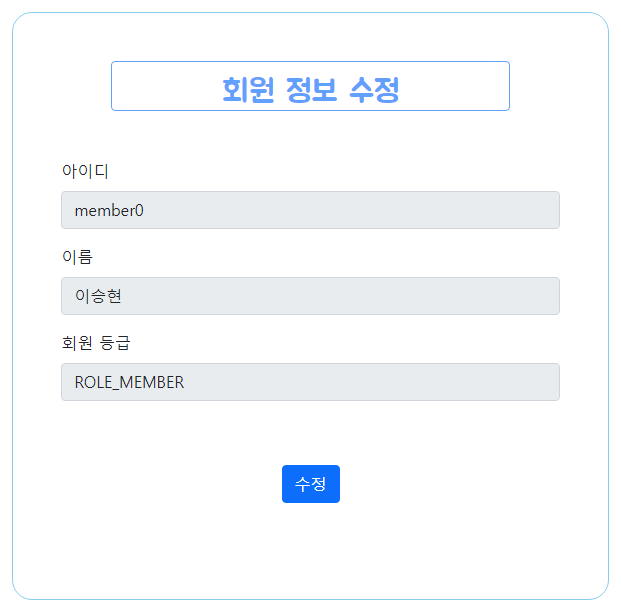 회원 정보 수정
아이디
member0
이름
이승현
회원 등급
ROLE_MEMBER
수정